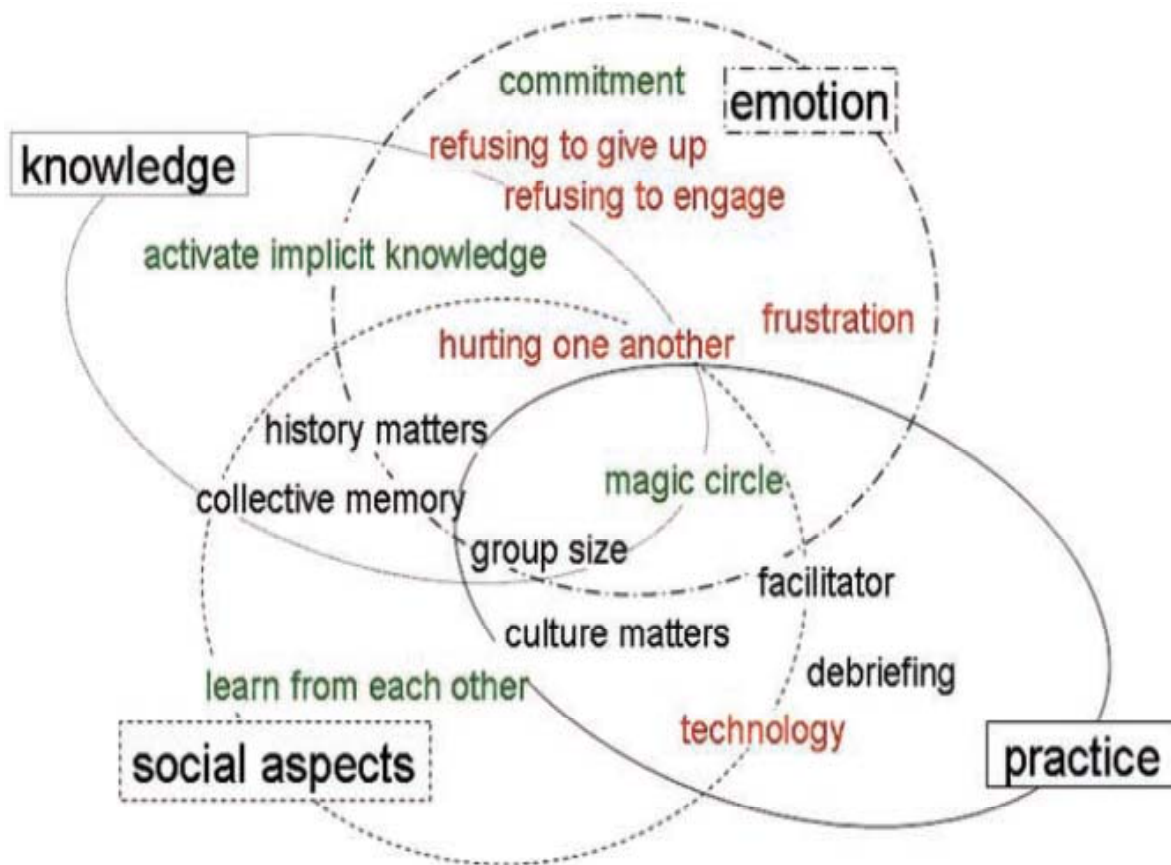 commitment
emotion
refusing to give up
knowledge
refusing to engage
activate implicit knowledge
frustration
hurting one another
history matters
magic circle
collective memory
group size
facilitator
culture matters
debriefing
learn from each other
technology
social aspects
practice